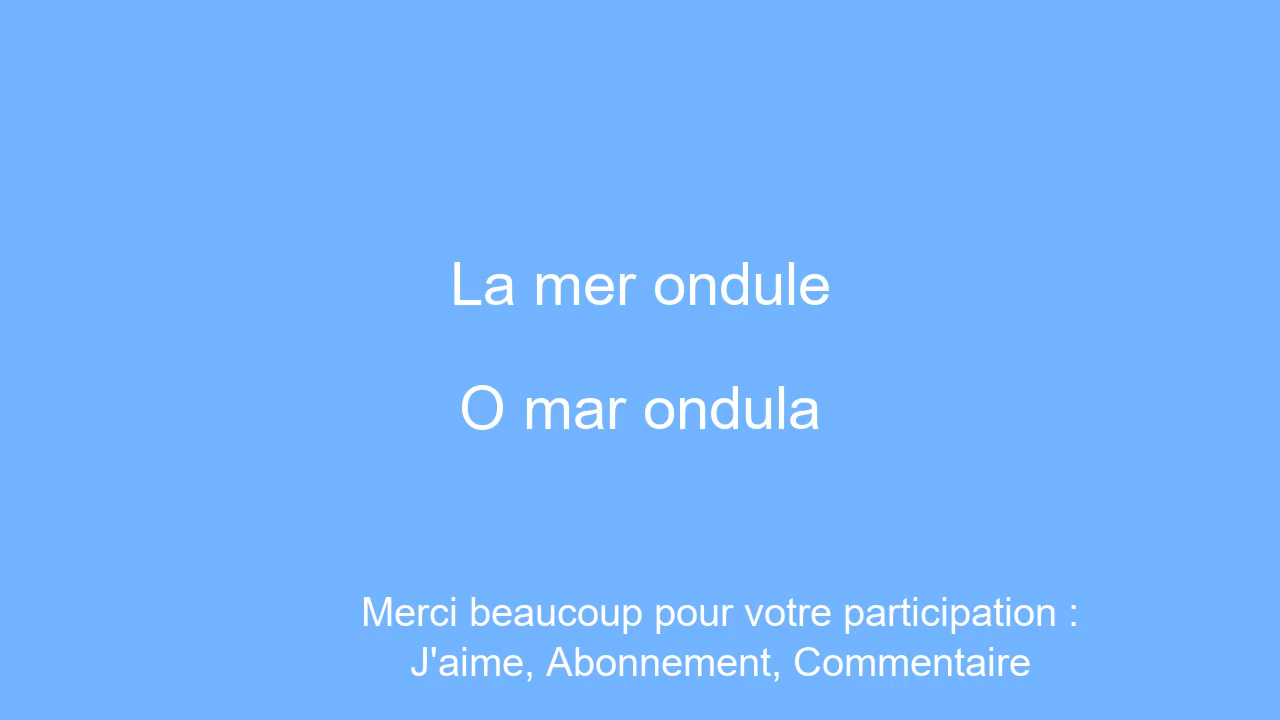 La mer ondule
O mar ondula
Merci beaucoup pour votre participation :
J'aime, Abonnement, Commentaire